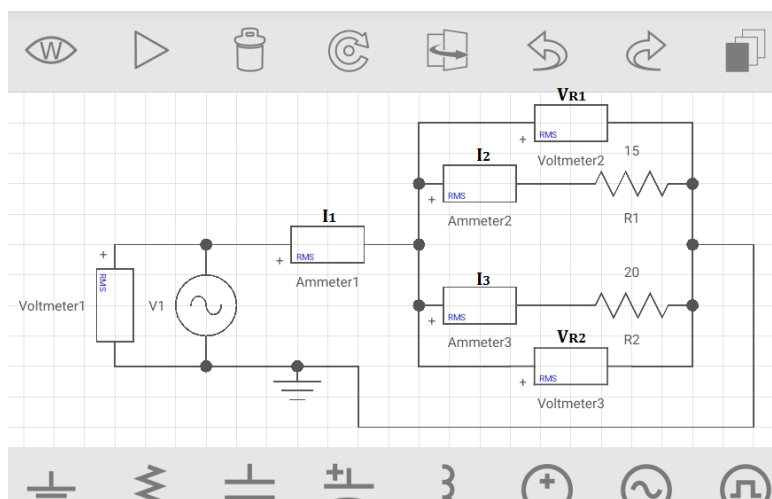 W
VR1
+
RMS
Voltmeter2
15
I2
+
RMS
Ammeter2
R1
I1
+
RMS
Ammeter1
+
RMS
Voltmeter1
V1
I3
20
+
RMS
Ammeter3
R2
VR2
+
RMS
Voltmeter3